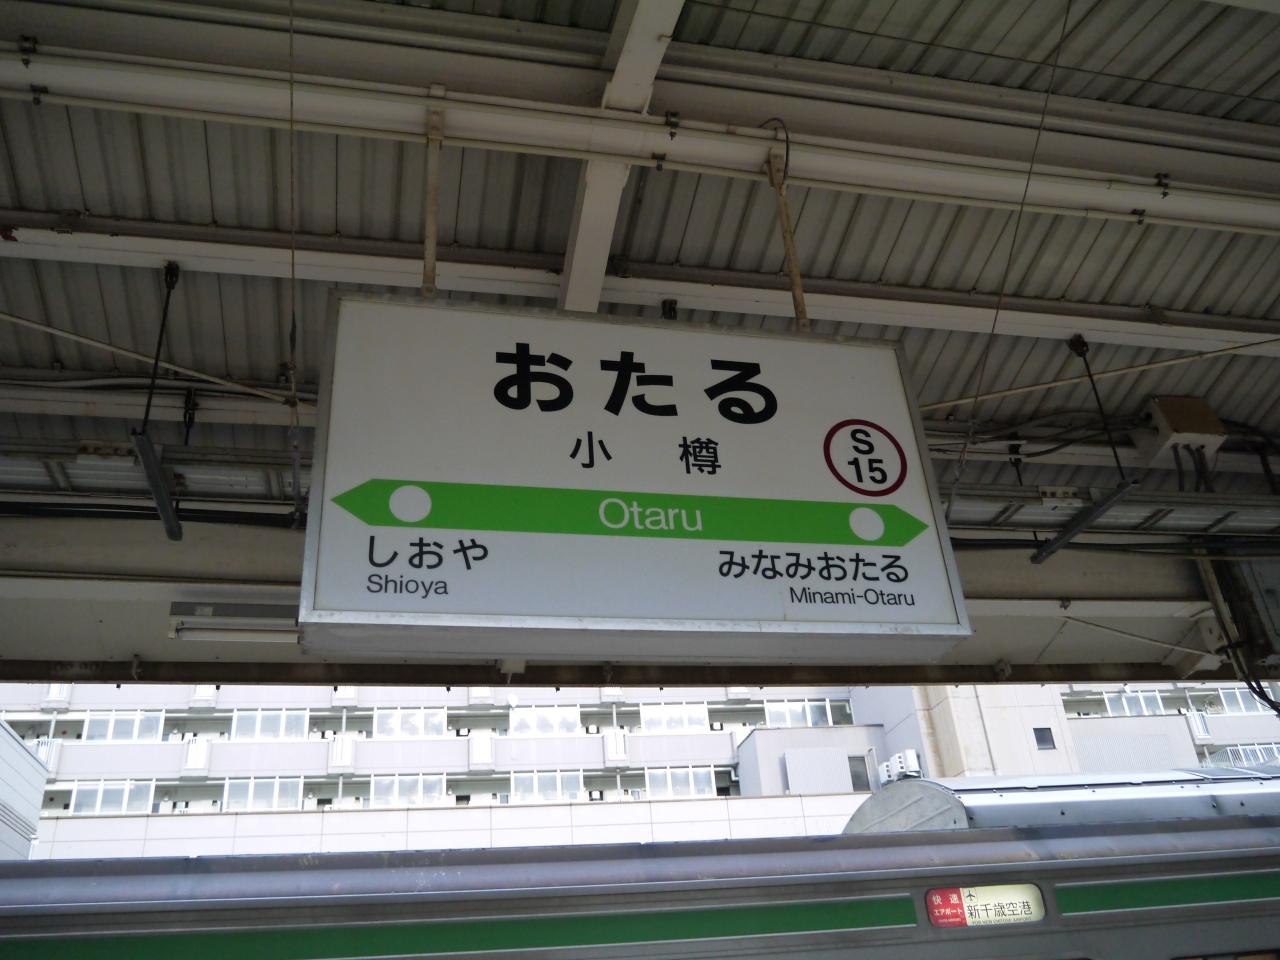 おたる
小樽
S
15
Otaru
しおや
Shioya
みなみおたる
Minami-Otaru
快速
エアポート
新千歳空港